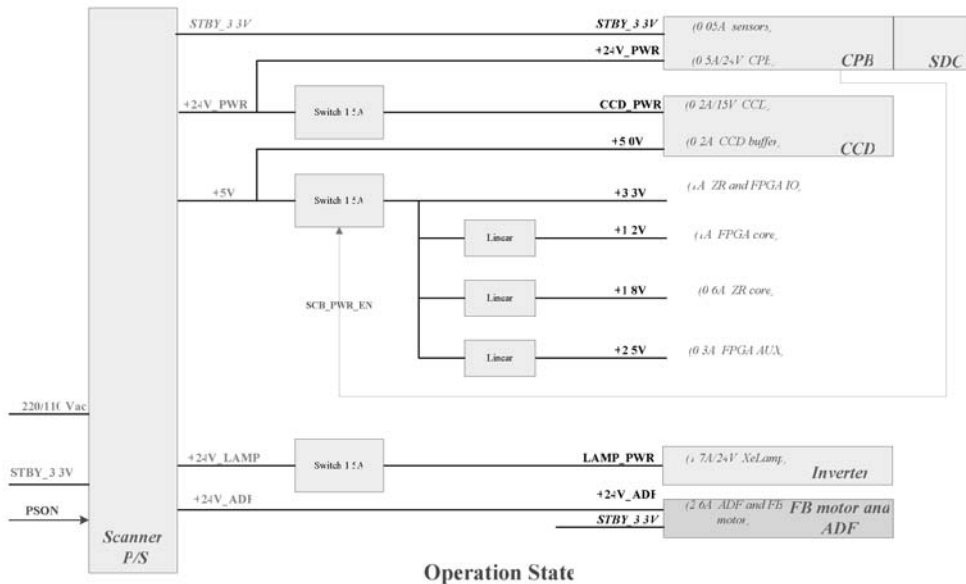 STBY_3 3V STBY_3 3V (0 05A sensors,
+24V_PWR (0 5A/24V CPB, CPB SDC
+24V_PWR Switch 1 5A CCD_PWR (0 2A/15V CCD,
+5 0V (0 2A CCD buffer, CCD
+5V Switch 1 5A +3 3V ZR and FPGA IO,
Linear +1 2V FPGA core,
SCB_PWR_EN Linear +1 8V (0 6A ZR core,
Linear +2 5V (0 3A FPGA AUX,
220/110 Vac
+24V_LAMP Switch 1 5A LAMP_PWR 7A/24V XeLamp,
STBY_3 3V Inverter
+24V_ADF +24V_ADF (2 6A ADF and FB motor, FB motor and ADF
PSON STBY_3 3V
Scanner
P/S
Operation State